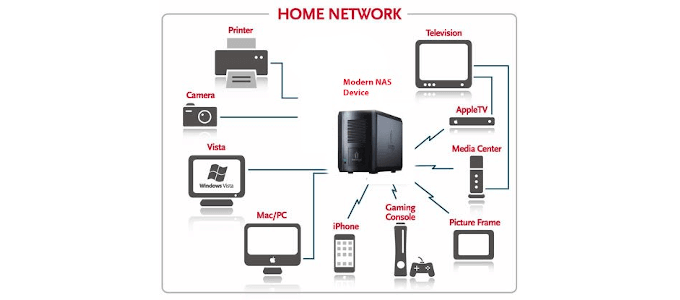 HOME NETWORK
Printer
Television
Modern NAS
Device
Camera
AppleTV
Vista
Media Center
Windows Vista
Mac/PC
iPhone
Gaming
Console
Picture Frame